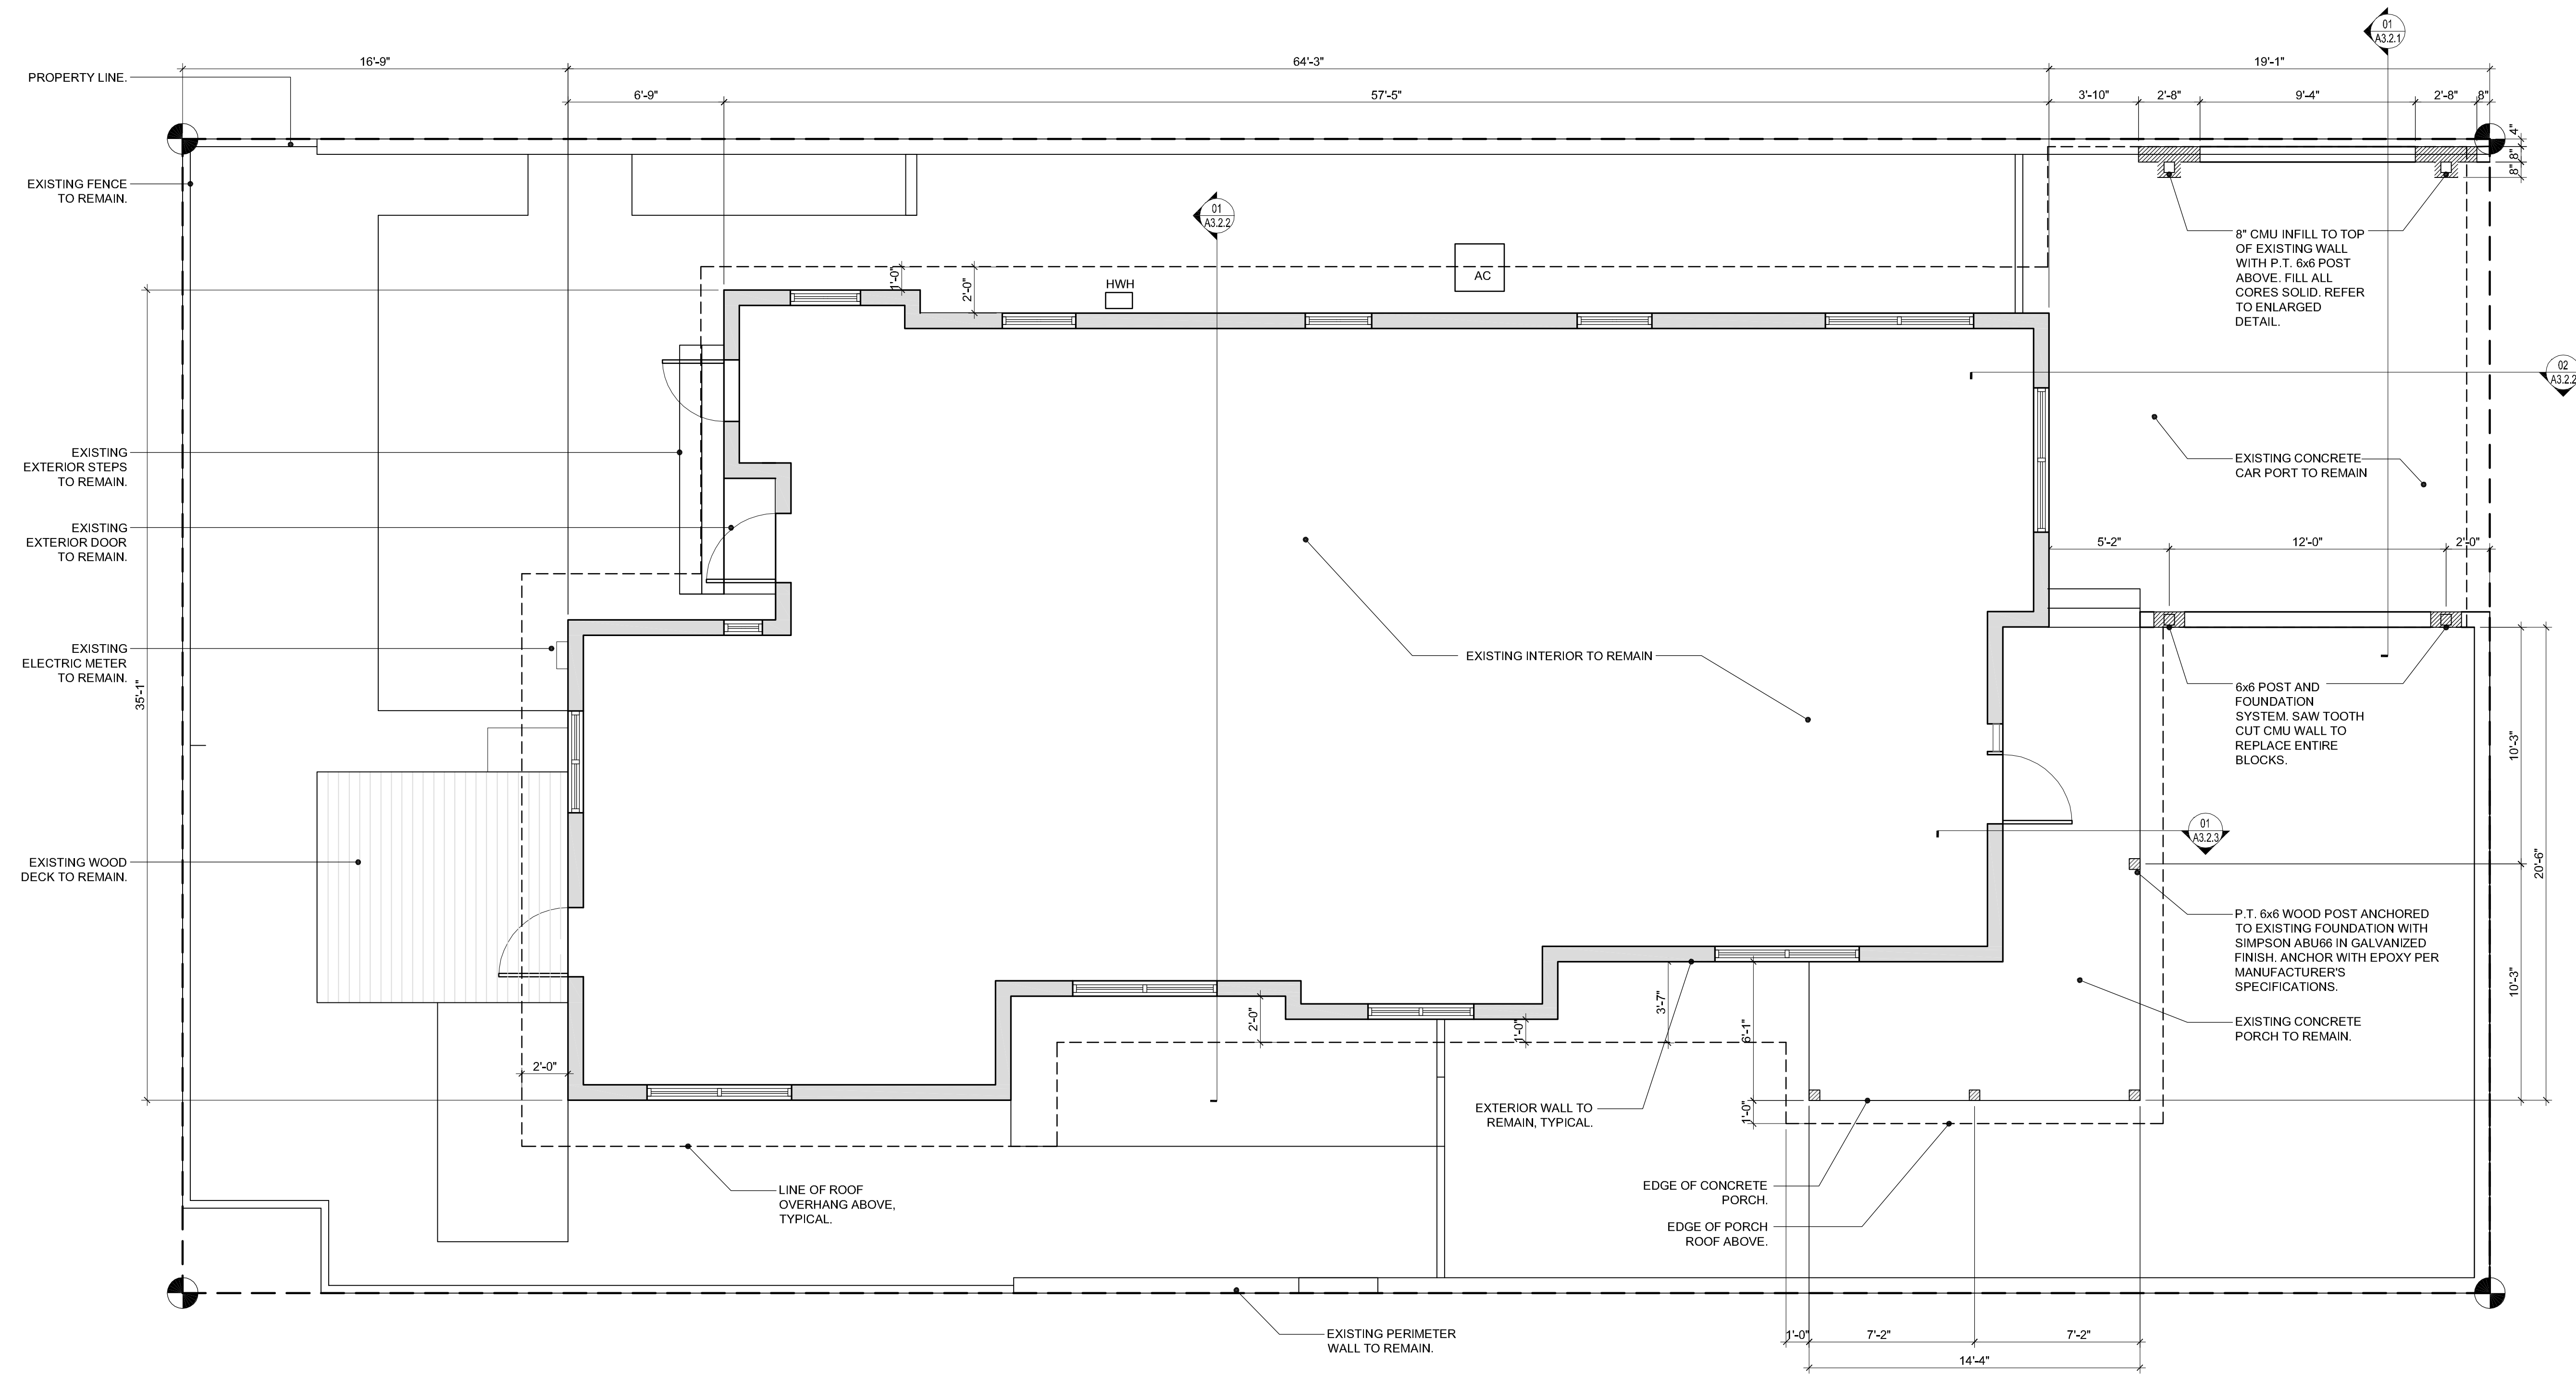 01
A3.2.1
16'-9"
64'-3"
19'-1"
PROPERTY LINE.
6'-9"
57'-5"
3'-10"
2'-8"
9'-4"
2'-8"
8"
4"
8"
8"
EXISTING FENCE
TO REMAIN.
01
A3.2.2
8" CMU INFILL TO TOP
OF EXISTING WALL
WITH P.T. 6x6 POST
ABOVE. FILL ALL
CORES SOLID. REFER
TO ENLARGED
DETAIL.
1'-0"
2'-0"
HWH
AC
02
A3.2.2
EXISTING
EXTERIOR STEPS
TO REMAIN.
EXISTING CONCRETE
CAR PORT TO REMAIN
EXISTING
EXTERIOR DOOR
TO REMAIN.
5'-2"
12'-0"
2'-0"
EXISTING
ELECTRIC METER
TO REMAIN.
35'-1"
EXISTING INTERIOR TO REMAIN
6x6 POST AND
FOUNDATION
SYSTEM. SAW TOOTH
CUT CMU WALL TO
REPLACE ENTIRE
BLOCKS.
10'-3"
20'-6"
01
A3.2.3
EXISTING WOOD
DECK TO REMAIN.
P.T. 6x6 WOOD POST ANCHORED
TO EXISTING FOUNDATION WITH
SIMPSON ABU66 IN GALVANIZED
FINISH. ANCHOR WITH EPOXY PER
MANUFACTURER'S
SPECIFICATIONS.
10'-3"
2'-0"
1'-0"
3'-7"
6'-1"
EXISTING CONCRETE
PORCH TO REMAIN.
2'-0"
EXTERIOR WALL TO
REMAIN, TYPICAL.
1'-0"
LINE OF ROOF
OVERHANG ABOVE,
TYPICAL.
EDGE OF CONCRETE
PORCH.
EDGE OF PORCH
ROOF ABOVE.
EXISTING PERIMETER
WALL TO REMAIN.
1'-0"
7'-2"
7'-2"
14'-4"